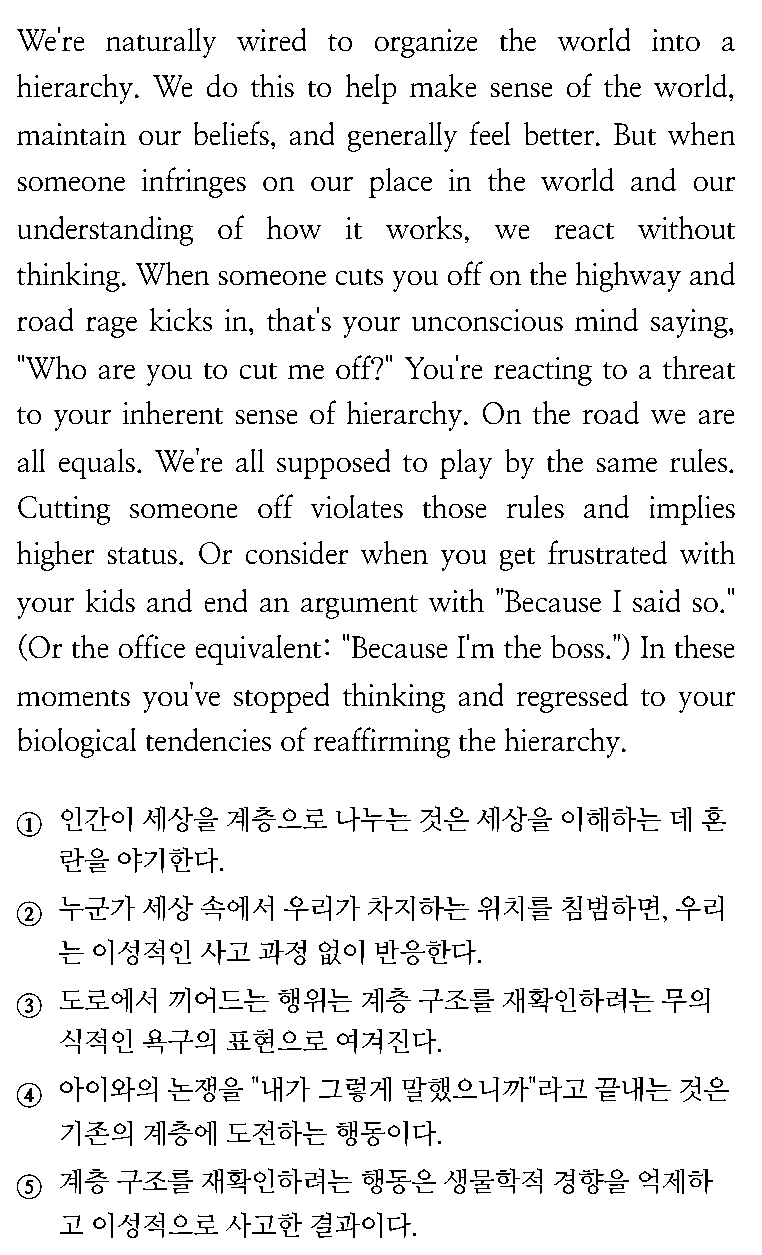 We're naturally wired to organize the world into a
hierarchy. We do this to help make sense of the world,
maintain our beliefs, and generally feel better. But when
someone infringes on our place in the world and our
understanding of how it works, we react without
thinking. When someone cuts you off on the highway and
road rage kicks in, that's your unconscious mind saying,
"Who are you to cut me off?" You're reacting to a threat
to your inherent sense of hierarchy. On the road we are
all equals. We're all supposed to play by the same rules.
Cutting someone off violates those rules and implies
higher status. Or consider when you get frustrated with
your kids and end an argument with "Because I said so."
(Or the office equivalent: "Because I'm the boss.") In these
moments you've stopped thinking and regressed to your
biological tendencies of reaffirming the hierarchy.
① 인간이 세상을 계층으로 나누는 것은 세상을 이해하는 데 혼
란을 야기한다.
② 누군가 세상 속에서 우리가 차지하는 위치를 침범하면, 우리
는 이성적인 사고 과정 없이 반응한다.
③ 도로에서 끼어드는 행위는 계층 구조를 재확인하려는 무의
식적인 욕구의 표현으로 여겨진다.
④ 아이와의 논쟁을 "내가 그렇게 말했으니까"라고 끝내는 것은
기존의 계층에 도전하는 행동이다.
⑤ 계층 구조를 재확인하려는 행동은 생물학적 경향을 억제하
고 이성적으로 사고한 결과이다.